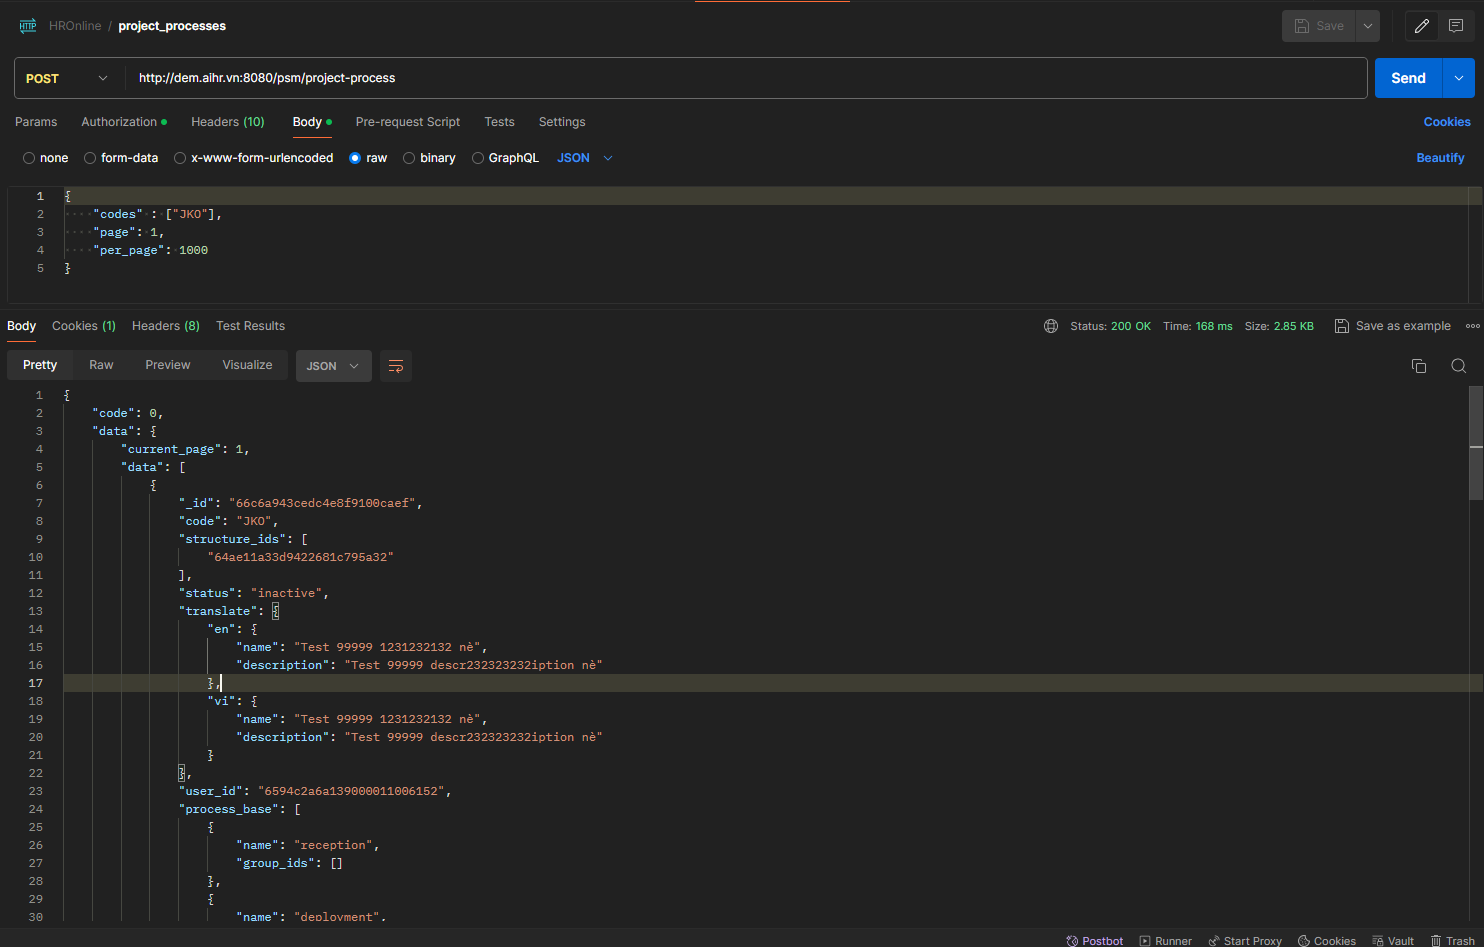 HTTP HROnline / project_processes Save
POST http://dem.aihr.vn:8080/psm/project-process Send
Params Authorization Headers (10) Body Pre-request Script Tests Settings Cookies
none form-data x-www-form-urlencoded raw binary GraphQL JSON Beautify
1 {
2 "codes" : ["JKO"],
3 "page": 1,
4 "per_page": 1000
5 }
Body Cookies (1) Headers (8) Test Results Status: 200 OK Time: 168 ms Size: 2.85 KB Save as example
Pretty Raw Preview Visualize JSON
1 {
2 "code": 0,
3 "data": {
4 "current_page": 1,
5 "data": [
6 {
7 "_id": "66c6a943cedc4e8f9100caef",
8 "code": "JKO",
9 "structure_ids": [
10 "64ae11a33d9422681c795a32"
11 ],
12 "status": "inactive",
13 "translate": {
14 "en": {
15 "name": "Test 99999 1231232132 nè",
16 "description": "Test 99999 descr232323232iption nè"
17 },
18 "vi": {
19 "name": "Test 99999 1231232132 nè",
20 "description": "Test 99999 descr232323232iption nè"
21 }
22 },
23 "user_id": "6594c2a6a139000011006152",
24 "process_base": [
25 {
26 "name": "reception",
27 "group_ids": []
28 },
29 {
30 "name": "deployment",
Postbot Runner Start Proxy Cookies Vault Trash